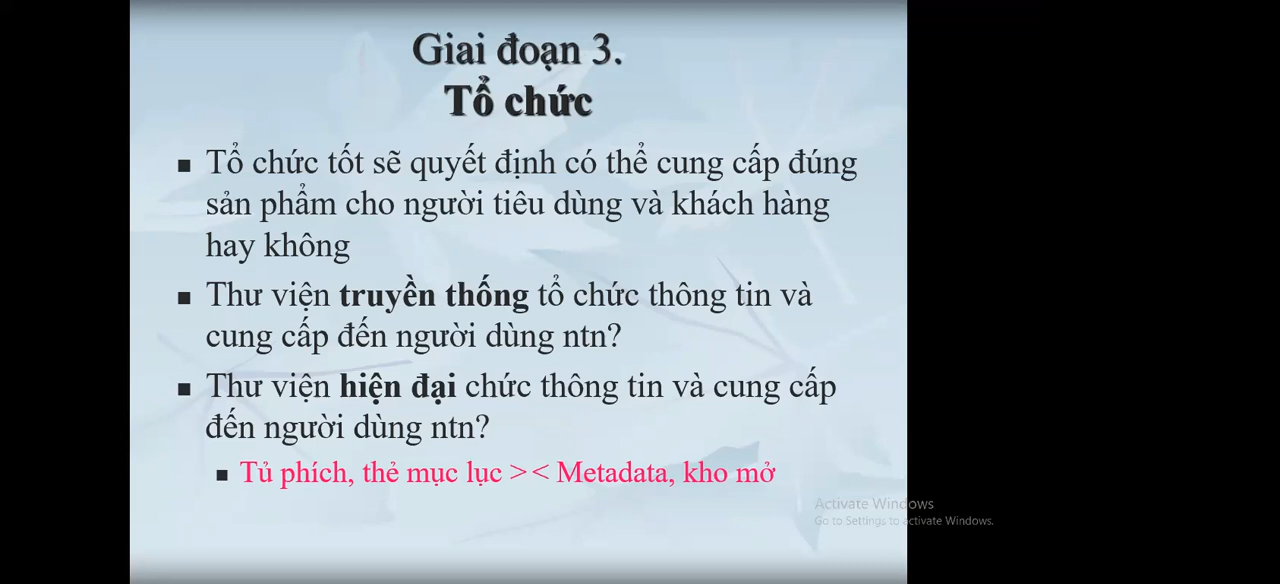 Giai đoạn 3.
Tổ chức
▪ Tổ chức tốt sẽ quyết định có thể cung cấp đúng
sản phẩm cho người tiêu dùng và khách hàng
hay không
▪ Thư viện truyền thống tổ chức thông tin và
cung cấp đến người dùng ntn?
▪ Thư viện hiện đại chức thông tin và cung cấp
đến người dùng ntn?
▪ Tủ phích, thẻ mục lục >< Metadata, kho mở
Activate Windows
Go to Settings to activate Windows.